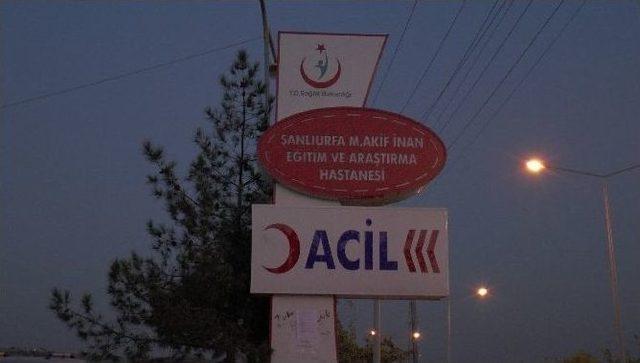 T.C.Sağlık Bakanlığı
ŞANLIURFA M.AKİF İNAN
EĞİTİM VE ARAŞTIRMA
HASTANESİ
ACİL